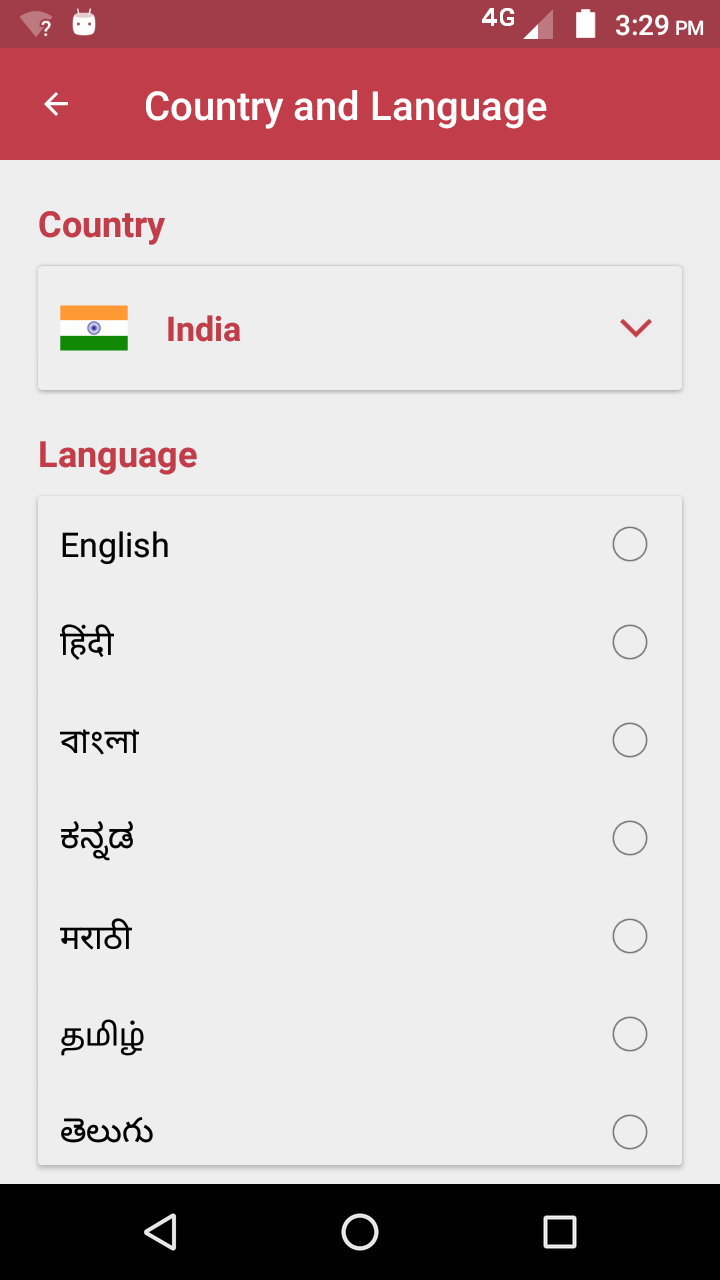 4G 3:29 PM
Country and Language
Country
India
Language
English
हिंदी
বাংলা
ಕನ್ನಡ
मराठी
தமிழ்
తెలుగు